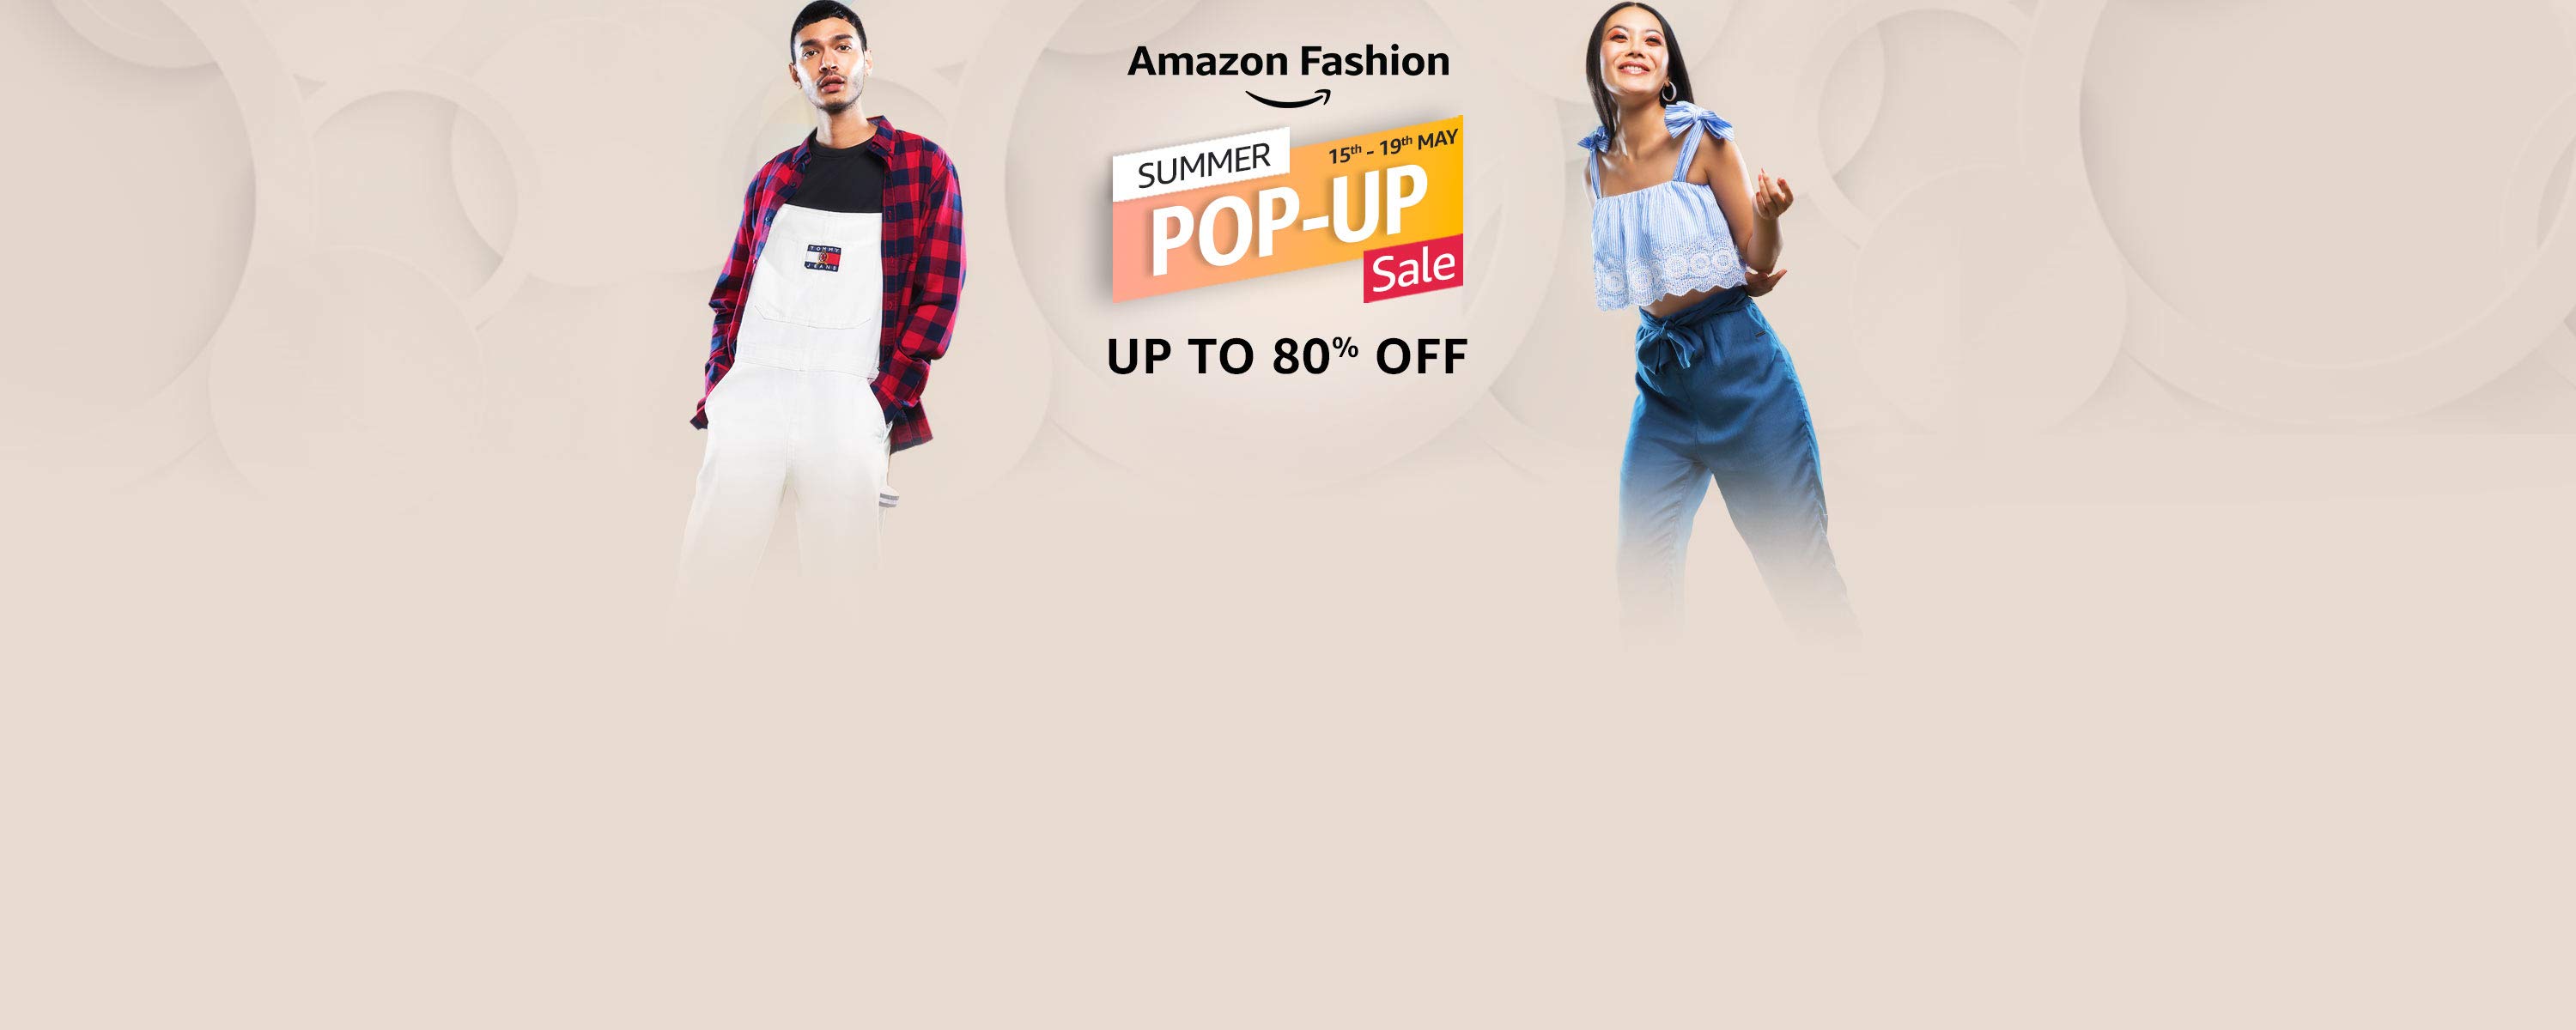 Amazon Fashion
SUMMER
15th - 19th MAY
POP-UP
Sale
UP TO 80% OFF
TOMMY
JEANS